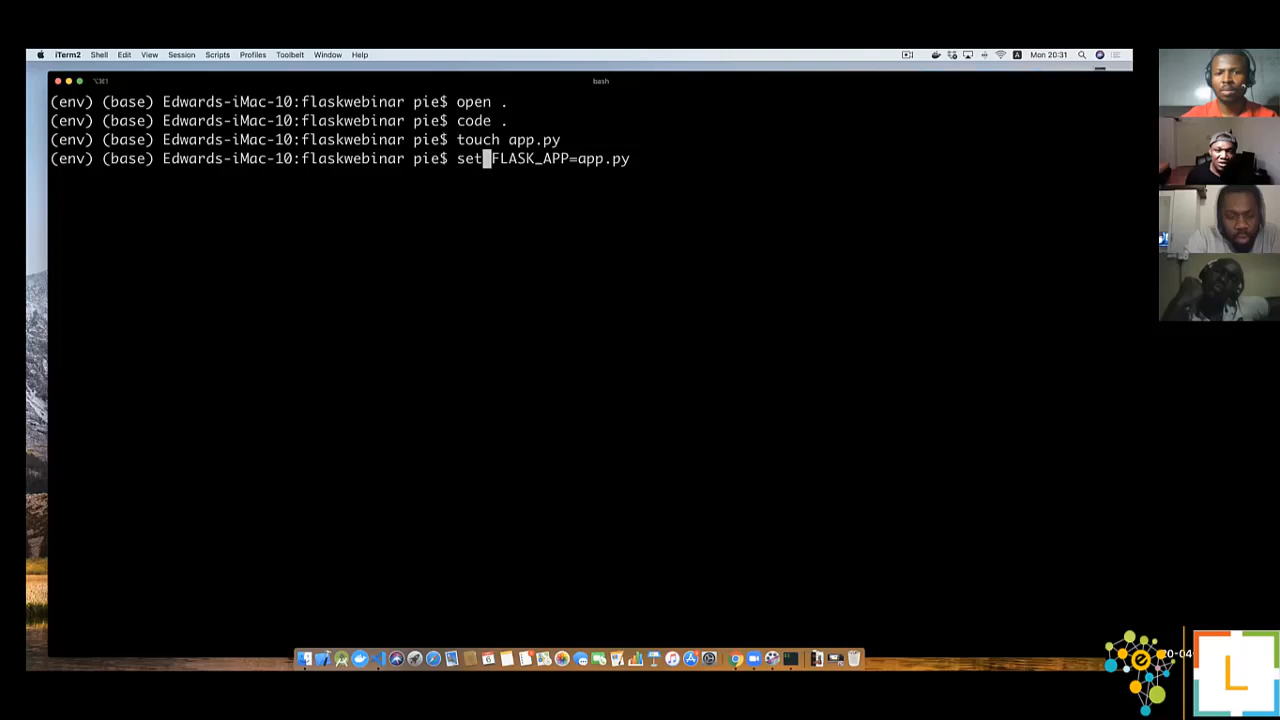 iTerm2 Shell Edit View Session Scripts Profiles Toolbelt Window Help
A Mon 20:31
⌥⌘1 bash
(env) (base) Edwards-iMac-10:flaskwebinar pie$ open .
(env) (base) Edwards-iMac-10:flaskwebinar pie$ code .
(env) (base) Edwards-iMac-10:flaskwebinar pie$ touch app.py
(env) (base) Edwards-iMac-10:flaskwebinar pie$ set FLASK_APP=app.py
L